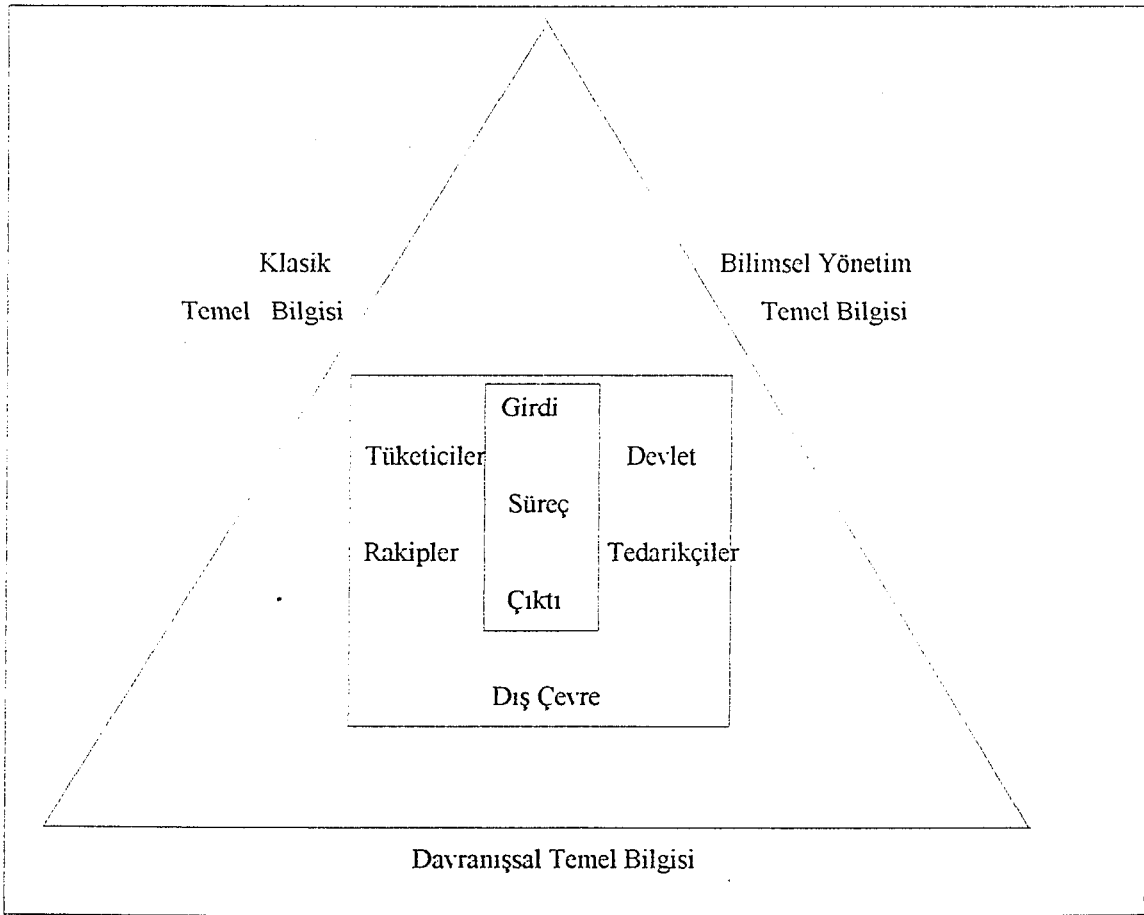 Klasik
Temel Bilgisi
Bilimsel Yönetim
Temel Bilgisi
Girdi
Tüketiciler
Devlet
Süreç
Rakipler
Tedarikçiler
Çıktı
Dış Çevre
Davranışsal Temel Bilgisi